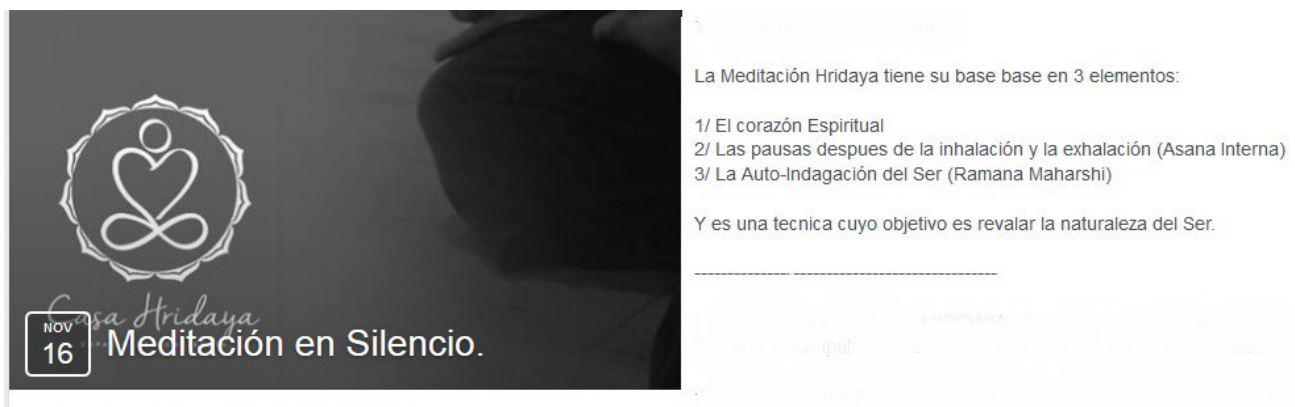 Casa Hridaya
NOV
16
Meditación en Silencio.
La Meditación Hridaya tiene su base base en 3 elementos:
1/ El corazón Espiritual
2/ Las pausas despues de la inhalación y la exhalación (Asana Interna)
3/ La Auto-Indagación del Ser (Ramana Maharshi)
Y es una tecnica cuyo objetivo es revalar la naturaleza del Ser.
---------------------------------------------